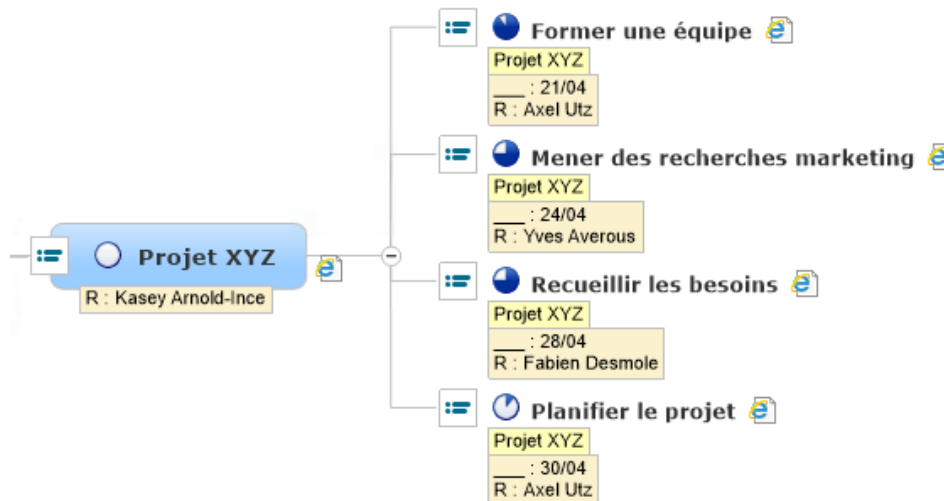 Former une équipe
Projet XYZ
___ : 21/04
R : Axel Utz
Mener des recherches marketing
Projet XYZ
___ : 24/04
R : Yves Averous
Projet XYZ
R : Kasey Arnold-Ince
Recueillir les besoins
Projet XYZ
___ : 28/04
R : Fabien Desmole
Planifier le projet
Projet XYZ
___ : 30/04
R : Axel Utz